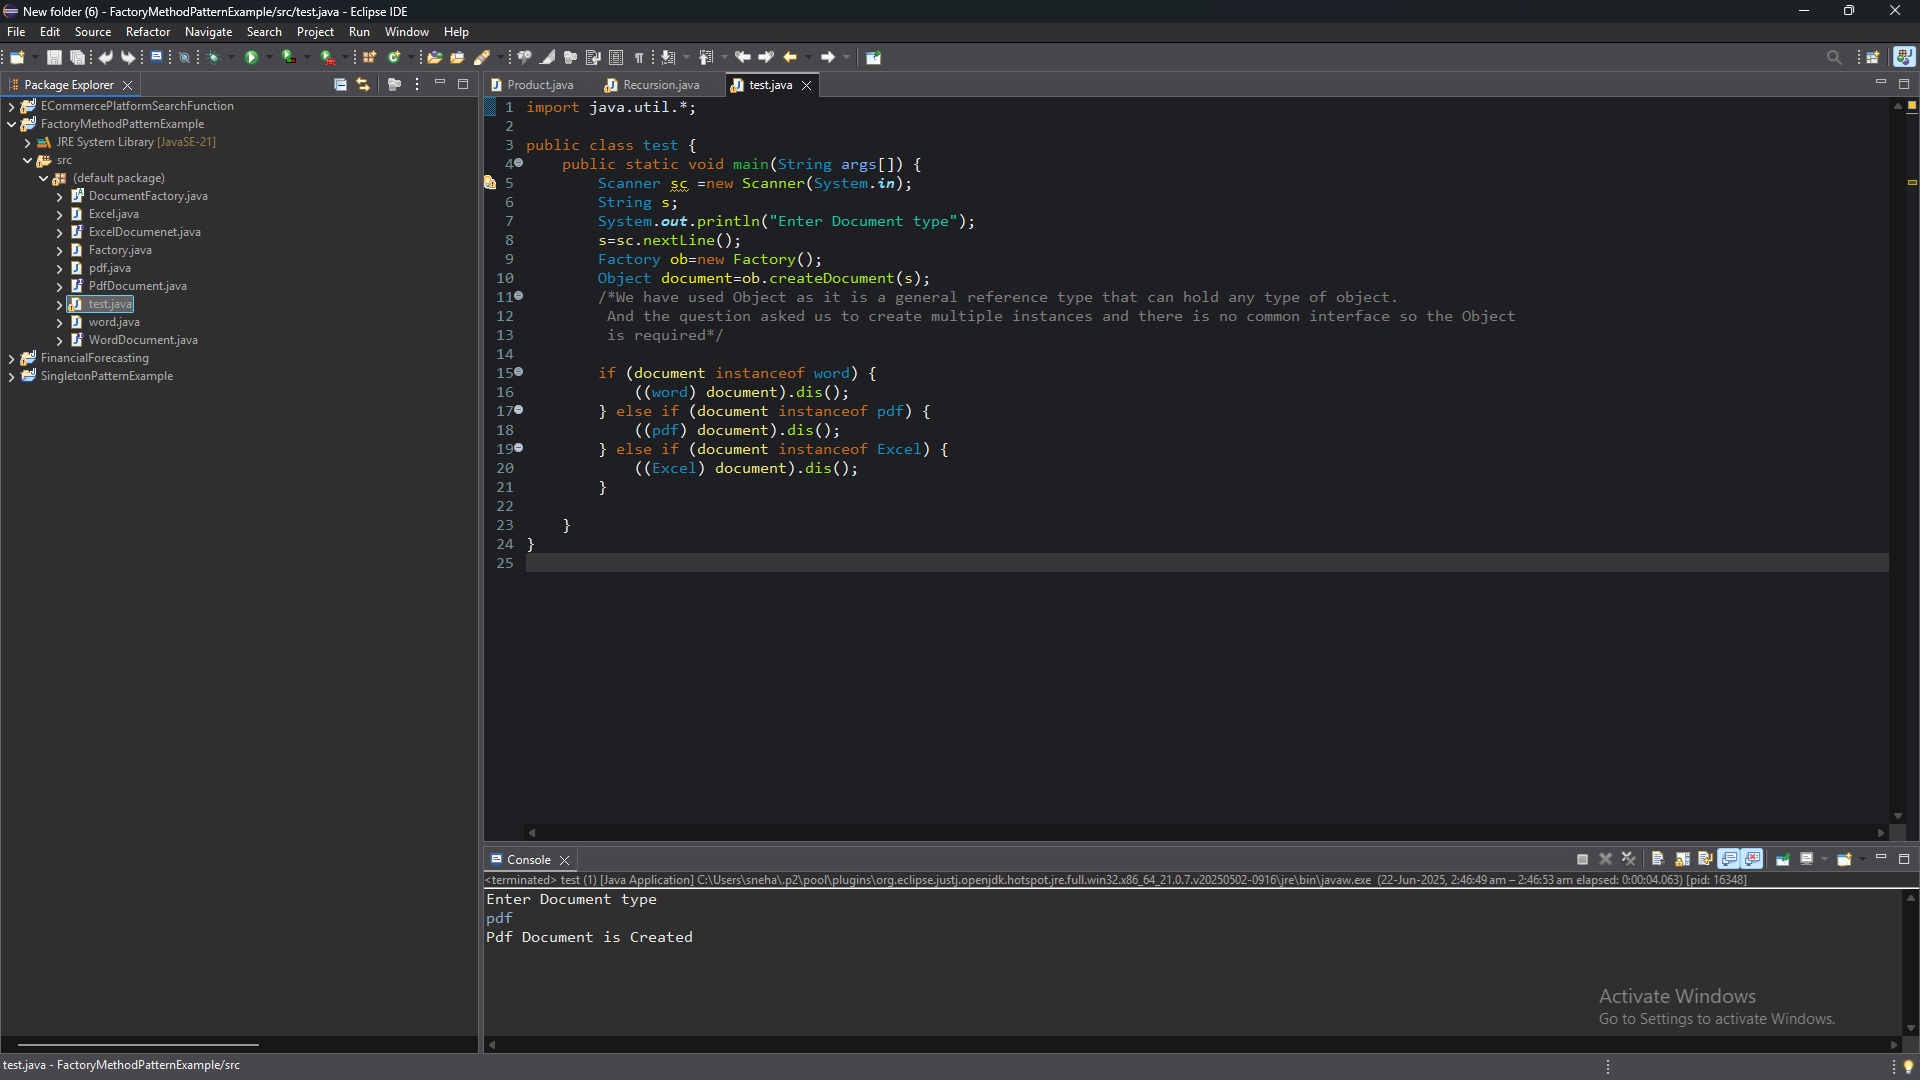 New folder (6) - FactoryMethodPatternExample/src/test.java - Eclipse IDE
File Edit Source Refactor Navigate Search Project Run Window Help
Package Explorer
ECommercePlatformSearchFunction
FactoryMethodPatternExample
JRE System Library [JavaSE-21]
src
(default package)
DocumentFactory.java
Excel.java
ExcelDocumenet.java
Factory.java
pdf.java
PdfDocument.java
test.java
word.java
WordDocument.java
FinancialForecasting
SingletonPatternExample
Product.java Recursion.java test.java
1 import java.util.*;
2
3 public class test {
4 public static void main(String args[]) {
5 Scanner sc =new Scanner(System.in);
6 String s;
7 System.out.println("Enter Document type");
8 s=sc.nextLine();
9 Factory ob=new Factory();
10 Object document=ob.createDocument(s);
11 /*We have used Object as it is a general reference type that can hold any type of object.
12 And the question asked us to create multiple instances and there is no common interface so the Object
13 is required*/
14
15 if (document instanceof word) {
16 ((word) document).dis();
17 } else if (document instanceof pdf) {
18 ((pdf) document).dis();
19 } else if (document instanceof Excel) {
20 ((Excel) document).dis();
21 }
22
23 }
24 }
25
Console
<terminated> test (1) [Java Application] C:\Users\sneha\.p2\pool\plugins\org.eclipse.justj.openjdk.hotspot.jre.full.win32.x86_64_21.0.7.v20250502-0916\jre\bin\javaw.exe (22-Jun-2025, 2:46:49 am – 2:46:53 am elapsed: 0:00:04.063) [pid: 16348]
Enter Document type
pdf
Pdf Document is Created
Activate Windows
Go to Settings to activate Windows.
test.java - FactoryMethodPatternExample/src